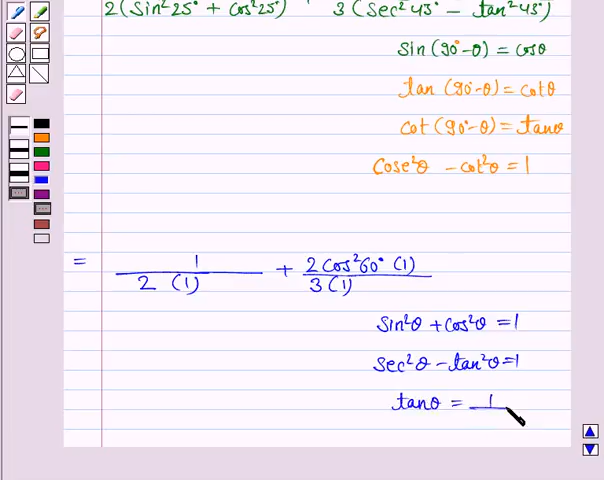 2(sin²25° + cos²25°) 3(sec²43° - tan²43°)
sin(90°-θ) = cosθ
tan(90°-θ) = cotθ
cot(90°-θ) = tanθ
Cose²θ - cot²θ = 1
= 1 / 2 (1) + 2cos²60° (1) / 3(1)
sin²θ + cos²θ = 1
sec²θ - tan²θ = 1
tanθ = 1